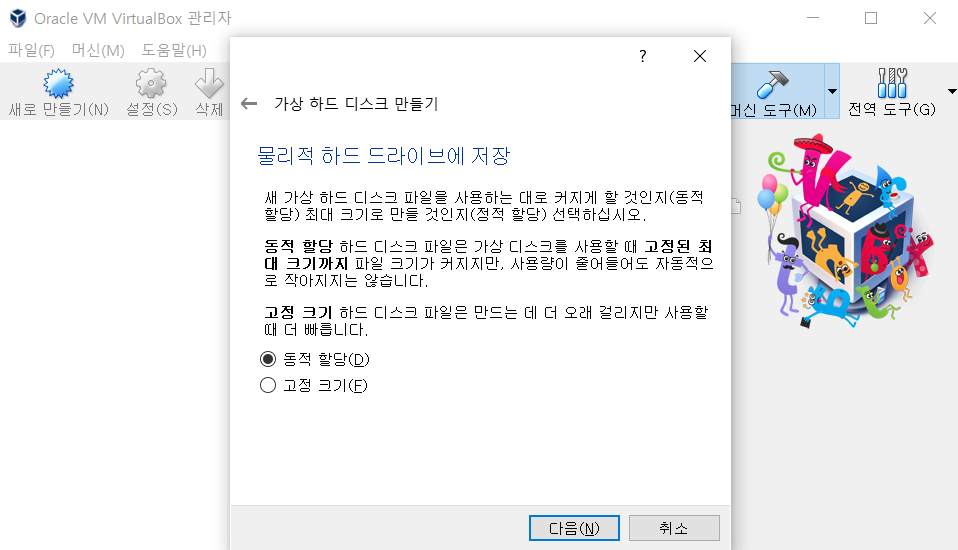 Oracle VM VirtualBox 관리자
파일(F) 머신(M) 도움말(H)
새로 만들기(N) 설정(S) 삭제
머신 도구(M) 전역 도구(G)
?
가상 하드 디스크 만들기
물리적 하드 드라이브에 저장
새 가상 하드 디스크 파일을 사용하는 대로 커지게 할 것인지(동적
할당) 최대 크기로 만들 것인지(정적 할당) 선택하십시오.
동적 할당 하드 디스크 파일은 가상 디스크를 사용할 때 고정된 최
대 크기까지 파일 크기가 커지지만, 사용량이 줄어들어도 자동적으
로 작아지지는 않습니다.
고정 크기 하드 디스크 파일은 만드는 데 더 오래 걸리지만 사용할
때 더 빠릅니다.
동적 할당(D)
고정 크기(F)
다음(N) 취소